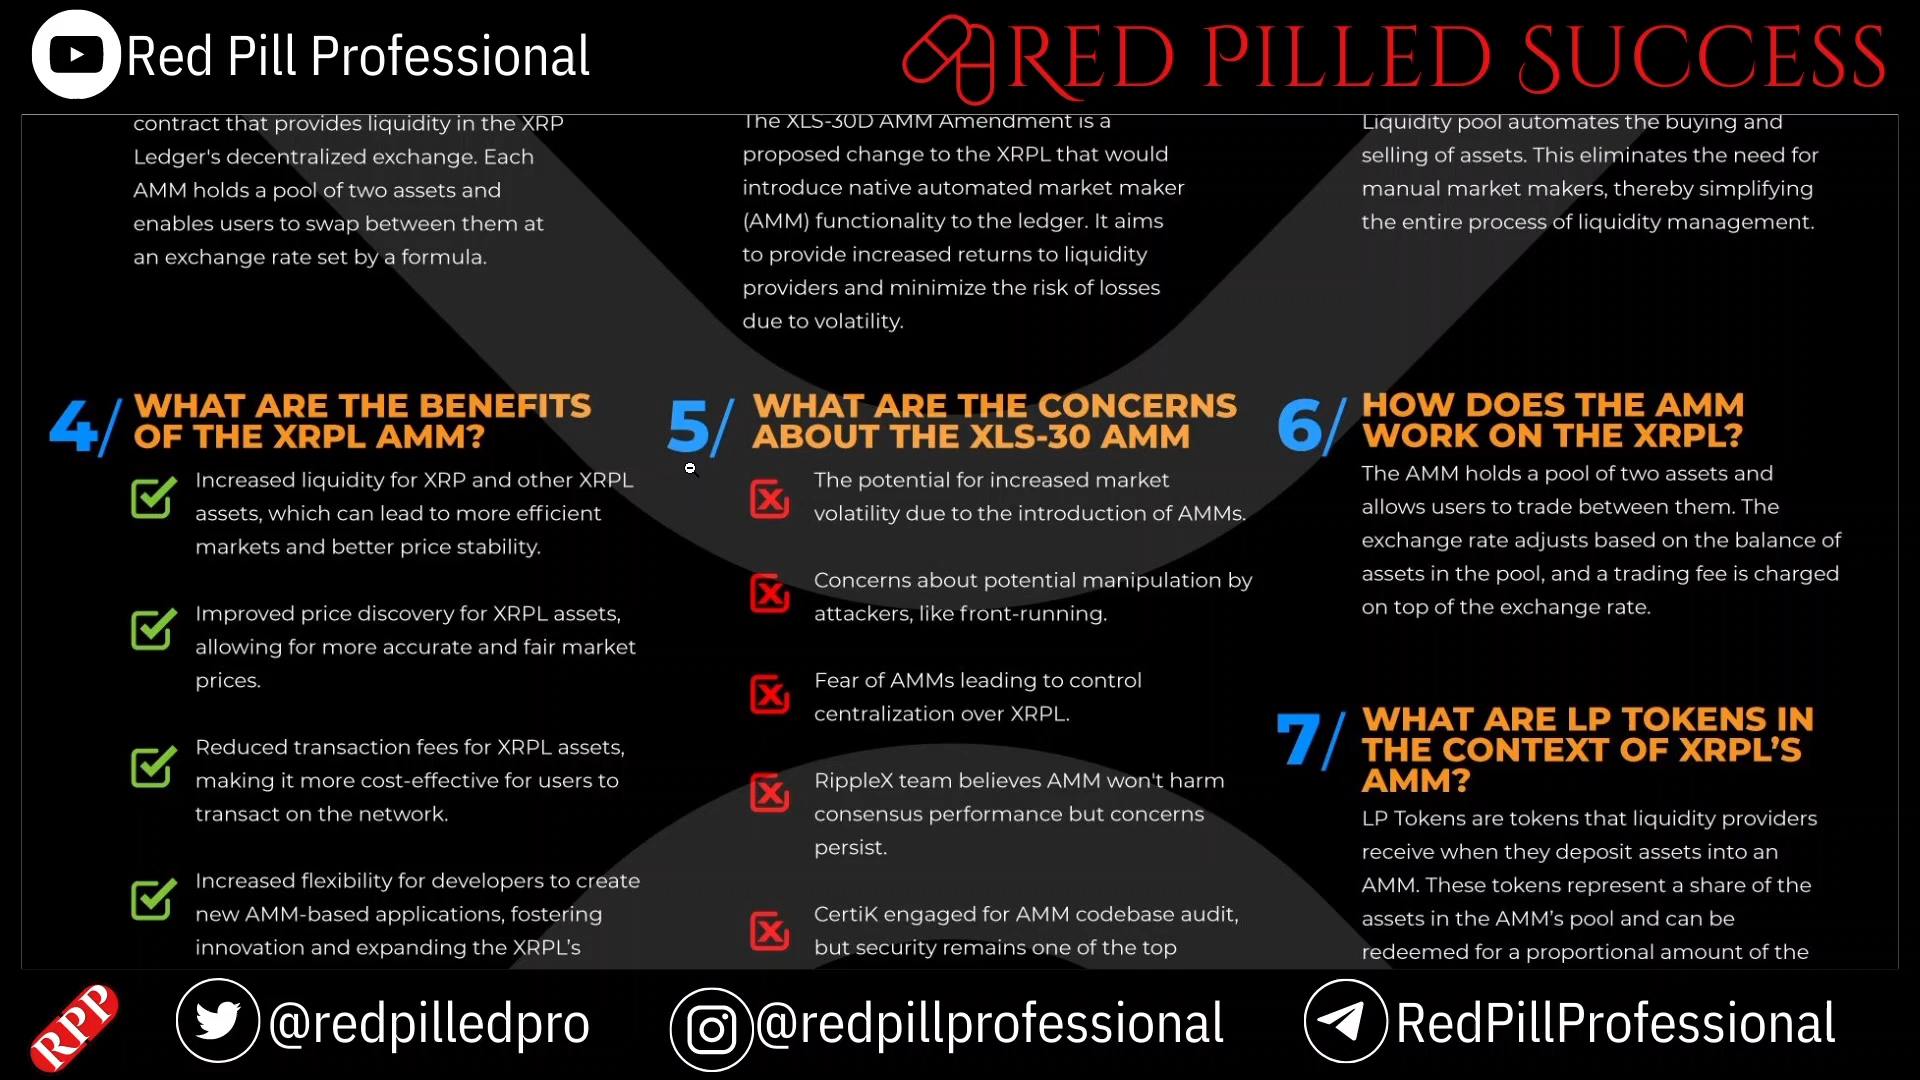 Red Pill Professional
RED PILLED SUCCESS
contract that provides liquidity in the XRP
Ledger's decentralized exchange. Each
AMM holds a pool of two assets and
enables users to swap between them at
an exchange rate set by a formula.
The XLS-30D AMM Amendment is a
proposed change to the XRPL that would
introduce native automated market maker
(AMM) functionality to the ledger. It aims
to provide increased returns to liquidity
providers and minimize the risk of losses
due to volatility.
Liquidity pool automates the buying and
selling of assets. This eliminates the need for
manual market makers, thereby simplifying
the entire process of liquidity management.
4/ WHAT ARE THE BENEFITS
OF THE XRPL AMM?
Increased liquidity for XRP and other XRPL
assets, which can lead to more efficient
markets and better price stability.
Improved price discovery for XRPL assets,
allowing for more accurate and fair market
prices.
Reduced transaction fees for XRPL assets,
making it more cost-effective for users to
transact on the network.
Increased flexibility for developers to create
new AMM-based applications, fostering
innovation and expanding the XRPL's
5/ WHAT ARE THE CONCERNS
ABOUT THE XLS-30 AMM
The potential for increased market
volatility due to the introduction of AMMs.
Concerns about potential manipulation by
attackers, like front-running.
Fear of AMMs leading to control
centralization over XRPL.
RippleX team believes AMM won't harm
consensus performance but concerns
persist.
CertiK engaged for AMM codebase audit,
but security remains one of the top
6/ HOW DOES THE AMM
WORK ON THE XRPL?
The AMM holds a pool of two assets and
allows users to trade between them. The
exchange rate adjusts based on the balance of
assets in the pool, and a trading fee is charged
on top of the exchange rate.
7/ WHAT ARE LP TOKENS IN
THE CONTEXT OF XRPL'S
AMM?
LP Tokens are tokens that liquidity providers
receive when they deposit assets into an
AMM. These tokens represent a share of the
assets in the AMM's pool and can be
redeemed for a proportional amount of the
RPP
@redpilledpro
@redpillprofessional
RedPillProfessional